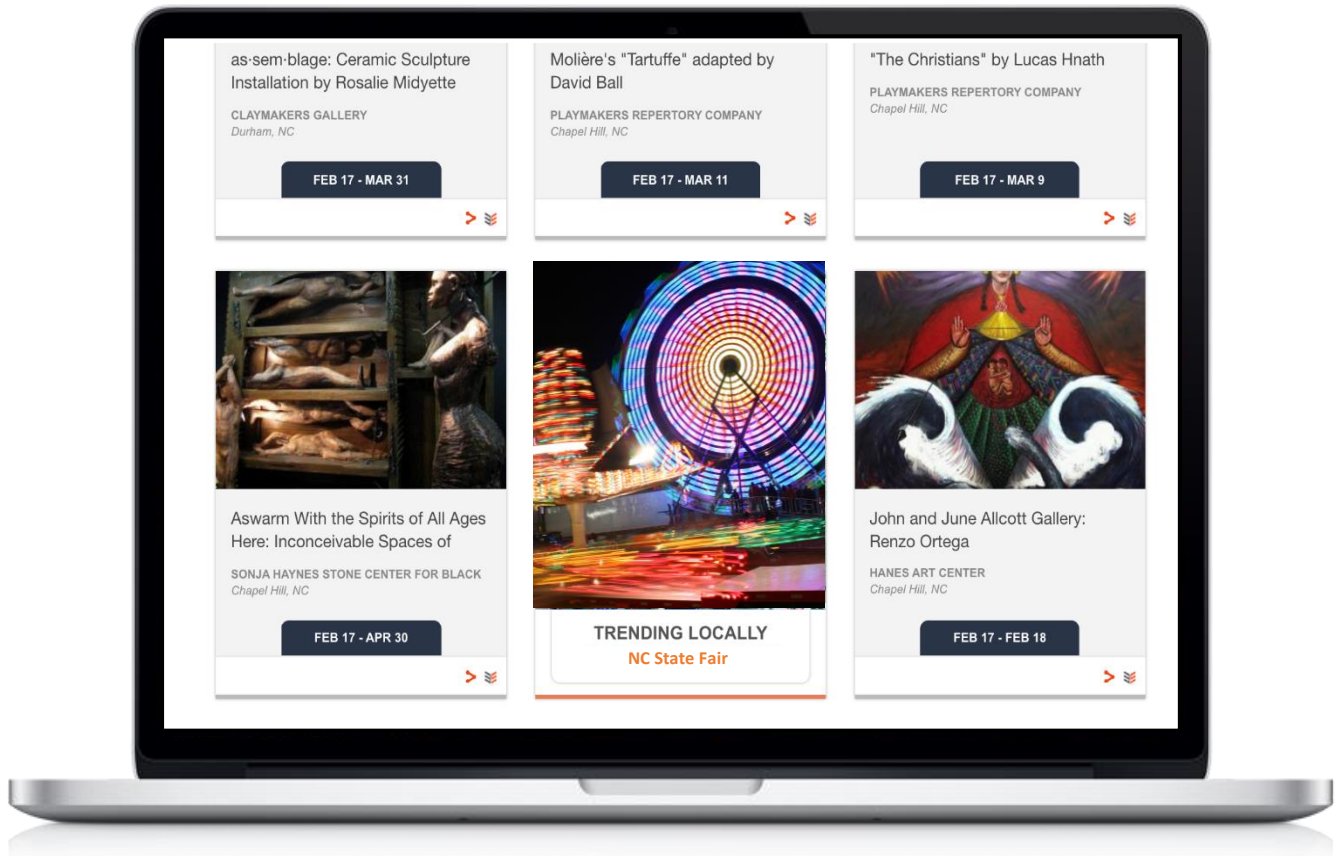 as·sem·blage: Ceramic Sculpture
Installation by Rosalie Midyette
CLAYMAKERS GALLERY
Durham, NC
FEB 17 - MAR 31
Molière's "Tartuffe" adapted by
David Ball
PLAYMAKERS REPERTORY COMPANY
Chapel Hill, NC
FEB 17 - MAR 11
"The Christians" by Lucas Hnath
PLAYMAKERS REPERTORY COMPANY
Chapel Hill, NC
FEB 17 - MAR 9
Aswarm With the Spirits of All Ages
Here: Inconceivable Spaces of
SONJA HAYNES STONE CENTER FOR BLACK
Chapel Hill, NC
FEB 17 - APR 30
TRENDING LOCALLY
NC State Fair
John and June Allcott Gallery:
Renzo Ortega
HANES ART CENTER
Chapel Hill, NC
FEB 17 - FEB 18